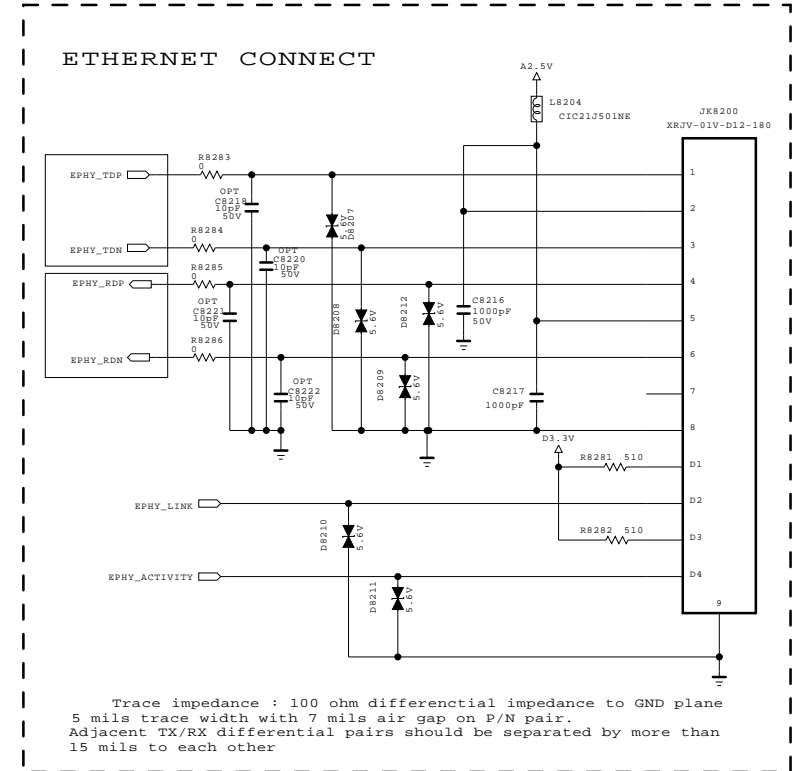 ETHERNET CONNECT
A2.5V
L8204
CIC21J501NE
JK8200
XRJV-01V-D12-180
R8283
0
EPHY_TDP
1
OPT
C8218
10pF
50V
D8207
5.6V
2
R8284
0
EPHY_TDN
3
OPT
C8220
10pF
50V
R8285
0
EPHY_RDP
4
OPT
C8221
10pF
50V
D8208
5.6V
D8212
5.6V
C8216
1000pF
50V
5
R8286
0
EPHY_RDN
6
OPT
C8222
10pF
50V
D8209
5.6V
C8217
1000pF
7
8
D3.3V
R8281 510
D1
EPHY_LINK
D2
D8210
5.6V
R8282 510
D3
EPHY_ACTIVITY
D4
D8211
5.6V
9
Trace impedance : 100 ohm differenctial impedance to GND plane
5 mils trace width with 7 mils air gap on P/N pair.
Adjacent TX/RX differential pairs should be separated by more than
15 mils to each other